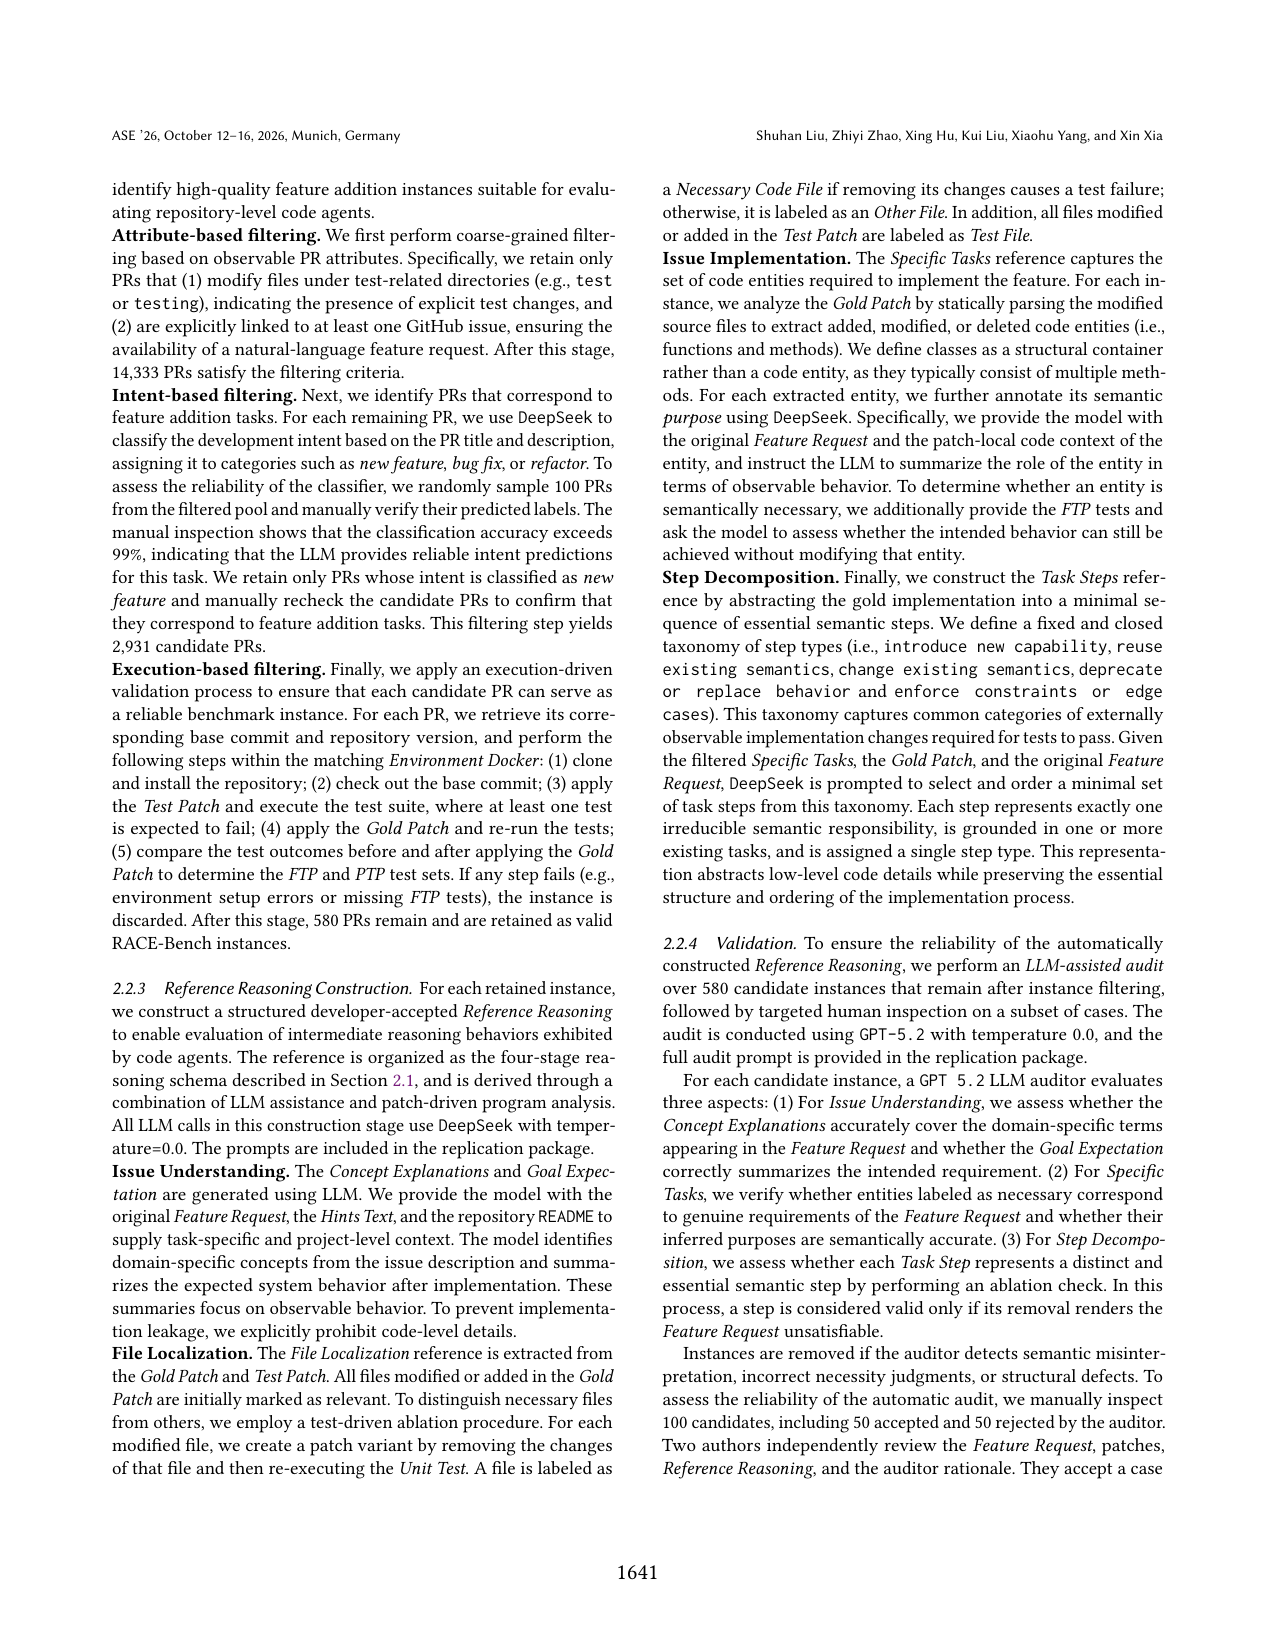 ASE ’26, October 12–16, 2026, Munich, Germany
Shuhan Liu, Zhiyi Zhao, Xing Hu, Kui Liu, Xiaohu Yang, and Xin Xia
identify high-quality feature addition instances suitable for evalu-
ating repository-level code agents.
Attribute-based filtering. We first perform coarse-grained filter-
ing based on observable PR attributes. Specifically, we retain only
PRs that (1) modify files under test-related directories (e.g., test
or testing), indicating the presence of explicit test changes, and
(2) are explicitly linked to at least one GitHub issue, ensuring the
availability of a natural-language feature request. After this stage,
14,333 PRs satisfy the filtering criteria.
Intent-based filtering. Next, we identify PRs that correspond to
feature addition tasks. For each remaining PR, we use DeepSeek to
classify the development intent based on the PR title and description,
assigning it to categories such as new feature, bug fix, or refactor. To
assess the reliability of the classifier, we randomly sample 100 PRs
from the filtered pool and manually verify their predicted labels. The
manual inspection shows that the classification accuracy exceeds
99%, indicating that the LLM provides reliable intent predictions
for this task. We retain only PRs whose intent is classified as new
feature and manually recheck the candidate PRs to confirm that
they correspond to feature addition tasks. This filtering step yields
2,931 candidate PRs.
Execution-based filtering. Finally, we apply an execution-driven
validation process to ensure that each candidate PR can serve as
a reliable benchmark instance. For each PR, we retrieve its corre-
sponding base commit and repository version, and perform the
following steps within the matching Environment Docker: (1) clone
and install the repository; (2) check out the base commit; (3) apply
the Test Patch and execute the test suite, where at least one test
is expected to fail; (4) apply the Gold Patch and re-run the tests;
(5) compare the test outcomes before and after applying the Gold
Patch to determine the FTP and PTP test sets. If any step fails (e.g.,
environment setup errors or missing FTP tests), the instance is
discarded. After this stage, 580 PRs remain and are retained as valid
RACE-Bench instances.
2.2.3 Reference Reasoning Construction. For each retained instance,
we construct a structured developer-accepted Reference Reasoning
to enable evaluation of intermediate reasoning behaviors exhibited
by code agents. The reference is organized as the four-stage rea-
soning schema described in Section 2.1, and is derived through a
combination of LLM assistance and patch-driven program analysis.
All LLM calls in this construction stage use DeepSeek with temper-
ature=0.0. The prompts are included in the replication package.
Issue Understanding. The Concept Explanations and Goal Expec-
tation are generated using LLM. We provide the model with the
original Feature Request, the Hints Text, and the repository README to
supply task-specific and project-level context. The model identifies
domain-specific concepts from the issue description and summa-
rizes the expected system behavior after implementation. These
summaries focus on observable behavior. To prevent implementa-
tion leakage, we explicitly prohibit code-level details.
File Localization. The File Localization reference is extracted from
the Gold Patch and Test Patch. All files modified or added in the Gold
Patch are initially marked as relevant. To distinguish necessary files
from others, we employ a test-driven ablation procedure. For each
modified file, we create a patch variant by removing the changes
of that file and then re-executing the Unit Test. A file is labeled as
a Necessary Code File if removing its changes causes a test failure;
otherwise, it is labeled as an Other File. In addition, all files modified
or added in the Test Patch are labeled as Test File.
Issue Implementation. The Specific Tasks reference captures the
set of code entities required to implement the feature. For each in-
stance, we analyze the Gold Patch by statically parsing the modified
source files to extract added, modified, or deleted code entities (i.e.,
functions and methods). We define classes as a structural container
rather than a code entity, as they typically consist of multiple meth-
ods. For each extracted entity, we further annotate its semantic
purpose using DeepSeek. Specifically, we provide the model with
the original Feature Request and the patch-local code context of the
entity, and instruct the LLM to summarize the role of the entity in
terms of observable behavior. To determine whether an entity is
semantically necessary, we additionally provide the FTP tests and
ask the model to assess whether the intended behavior can still be
achieved without modifying that entity.
Step Decomposition. Finally, we construct the Task Steps refer-
ence by abstracting the gold implementation into a minimal se-
quence of essential semantic steps. We define a fixed and closed
taxonomy of step types (i.e., introduce new capability, reuse
existing semantics, change existing semantics, deprecate
or replace behavior and enforce constraints or edge
cases). This taxonomy captures common categories of externally
observable implementation changes required for tests to pass. Given
the filtered Specific Tasks, the Gold Patch, and the original Feature
Request, DeepSeek is prompted to select and order a minimal set
of task steps from this taxonomy. Each step represents exactly one
irreducible semantic responsibility, is grounded in one or more
existing tasks, and is assigned a single step type. This representa-
tion abstracts low-level code details while preserving the essential
structure and ordering of the implementation process.
2.2.4 Validation. To ensure the reliability of the automatically
constructed Reference Reasoning, we perform an LLM-assisted audit
over 580 candidate instances that remain after instance filtering,
followed by targeted human inspection on a subset of cases. The
audit is conducted using GPT-5.2 with temperature 0.0, and the
full audit prompt is provided in the replication package.
For each candidate instance, a GPT 5.2 LLM auditor evaluates
three aspects: (1) For Issue Understanding, we assess whether the
Concept Explanations accurately cover the domain-specific terms
appearing in the Feature Request and whether the Goal Expectation
correctly summarizes the intended requirement. (2) For Specific
Tasks, we verify whether entities labeled as necessary correspond
to genuine requirements of the Feature Request and whether their
inferred purposes are semantically accurate. (3) For Step Decompo-
sition, we assess whether each Task Step represents a distinct and
essential semantic step by performing an ablation check. In this
process, a step is considered valid only if its removal renders the
Feature Request unsatisfiable.
Instances are removed if the auditor detects semantic misinter-
pretation, incorrect necessity judgments, or structural defects. To
assess the reliability of the automatic audit, we manually inspect
100 candidates, including 50 accepted and 50 rejected by the auditor.
Two authors independently review the Feature Request, patches,
Reference Reasoning, and the auditor rationale. They accept a case
1641